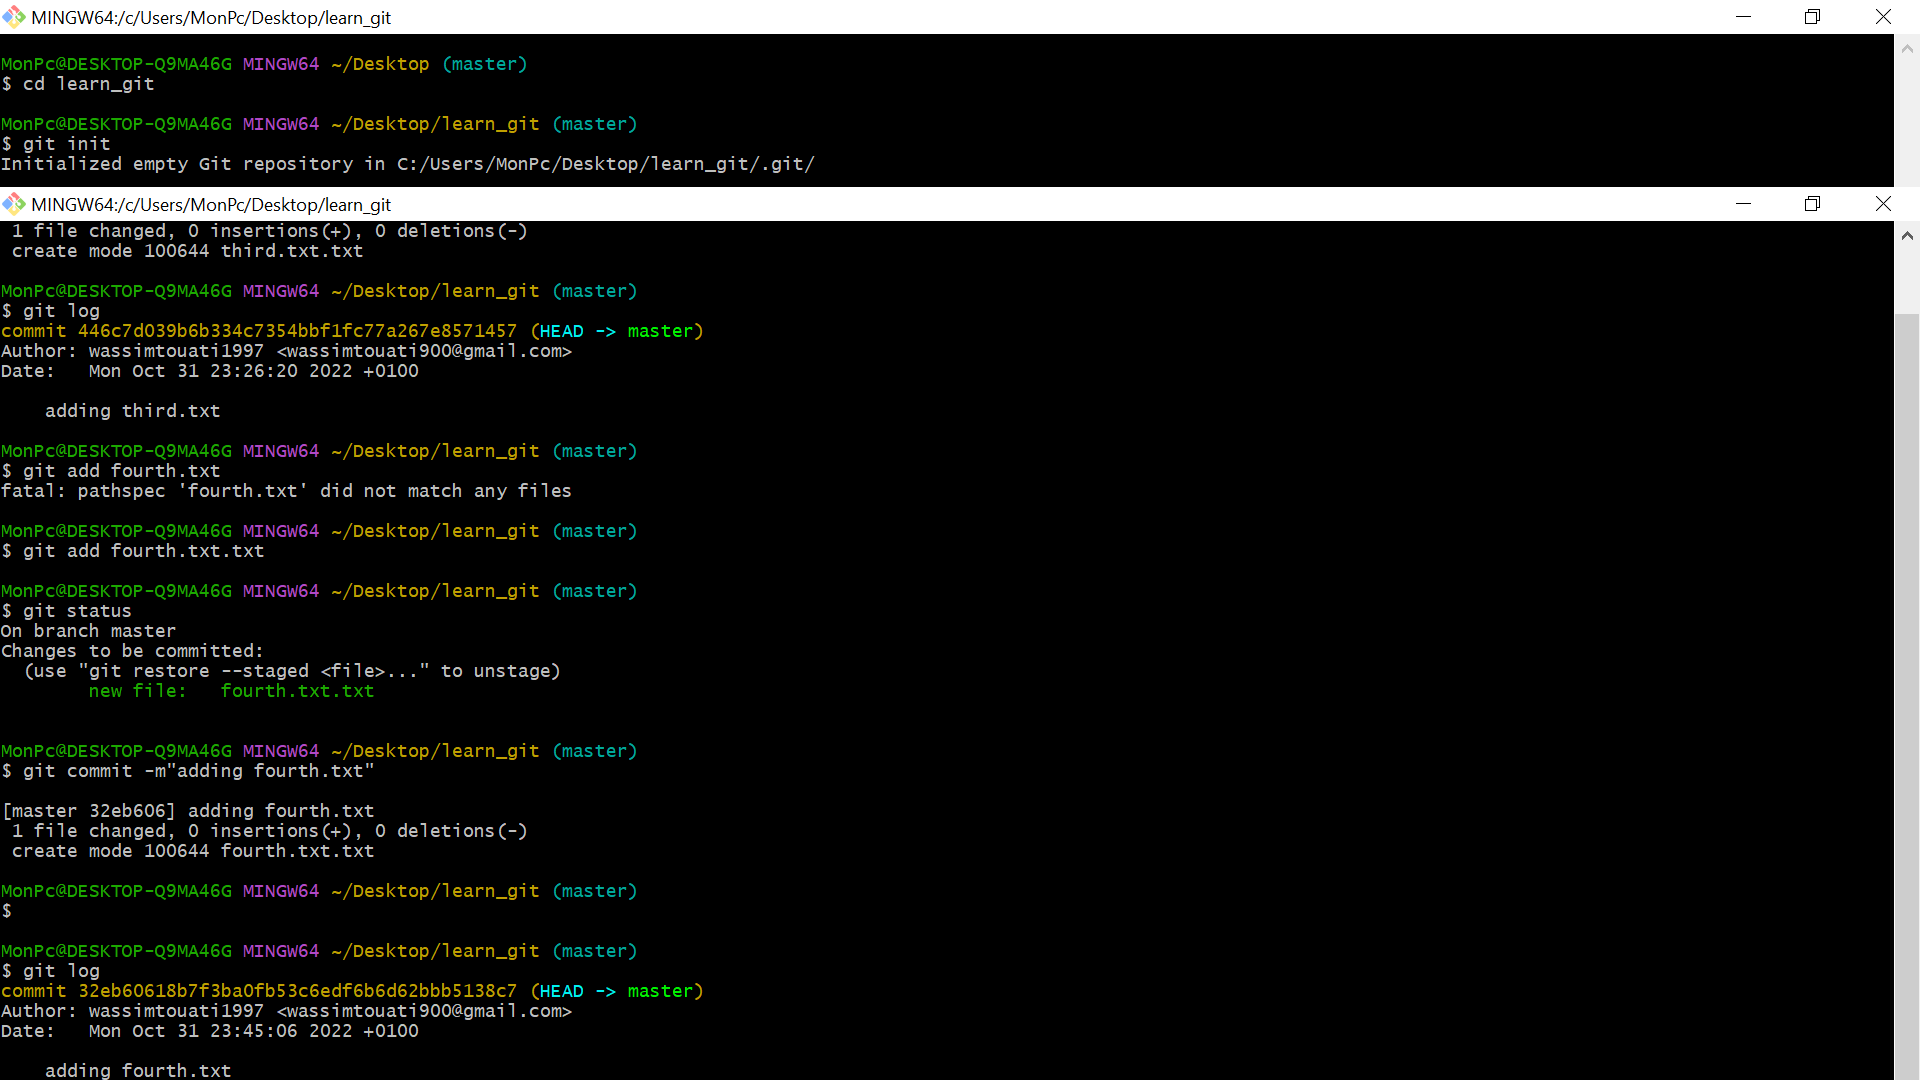 MINGW64:/c/Users/MonPc/Desktop/learn_git
MonPc@DESKTOP-Q9MA46G MINGW64 ~/Desktop (master)
$ cd learn_git
MonPc@DESKTOP-Q9MA46G MINGW64 ~/Desktop/learn_git (master)
$ git init
Initialized empty Git repository in C:/Users/MonPc/Desktop/learn_git/.git/
MINGW64:/c/Users/MonPc/Desktop/learn_git
 1 file changed, 0 insertions(+), 0 deletions(-)
 create mode 100644 third.txt.txt
MonPc@DESKTOP-Q9MA46G MINGW64 ~/Desktop/learn_git (master)
$ git log
commit 446c7d039b6b334c7354bbf1fc77a267e8571457 (HEAD -> master)
Author: wassimtouati1997 <wassimtouati900@gmail.com>
Date:   Mon Oct 31 23:26:20 2022 +0100
    adding third.txt
MonPc@DESKTOP-Q9MA46G MINGW64 ~/Desktop/learn_git (master)
$ git add fourth.txt
fatal: pathspec 'fourth.txt' did not match any files
MonPc@DESKTOP-Q9MA46G MINGW64 ~/Desktop/learn_git (master)
$ git add fourth.txt.txt
MonPc@DESKTOP-Q9MA46G MINGW64 ~/Desktop/learn_git (master)
$ git status
On branch master
Changes to be committed:
  (use "git restore --staged <file>..." to unstage)
        new file:   fourth.txt.txt
MonPc@DESKTOP-Q9MA46G MINGW64 ~/Desktop/learn_git (master)
$ git commit -m"adding fourth.txt"
[master 32eb606] adding fourth.txt
 1 file changed, 0 insertions(+), 0 deletions(-)
 create mode 100644 fourth.txt.txt
MonPc@DESKTOP-Q9MA46G MINGW64 ~/Desktop/learn_git (master)
$
MonPc@DESKTOP-Q9MA46G MINGW64 ~/Desktop/learn_git (master)
$ git log
commit 32eb60618b7f3ba0fb53c6edf6b6d62bbb5138c7 (HEAD -> master)
Author: wassimtouati1997 <wassimtouati900@gmail.com>
Date:   Mon Oct 31 23:45:06 2022 +0100
    adding fourth.txt